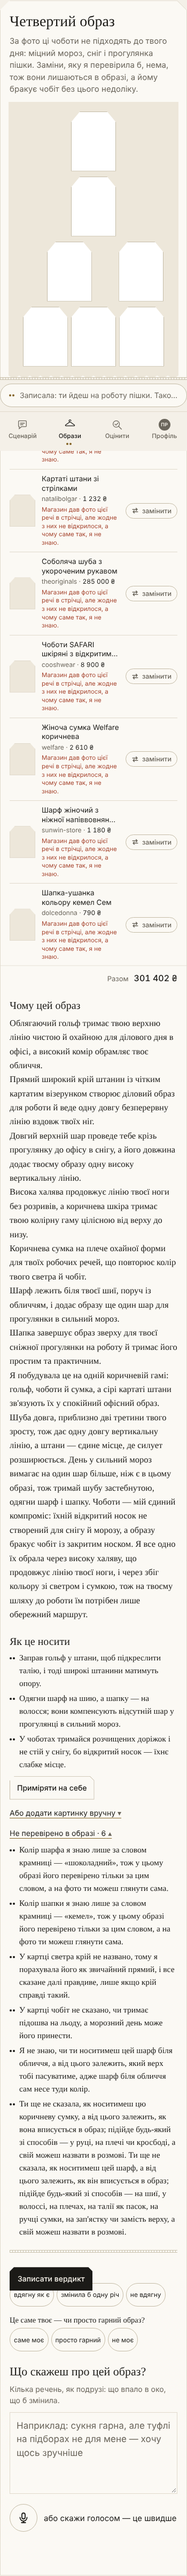 Четвертий образ
За фото ці чоботи не підходять до твого
дня: міцний мороз, сніг і прогулянка
пішки. Заміни, яку я перевірила б, нема,
тож вони лишаються в образі, а йому
бракує чобіт без цього недоліку.
Записала: ти йдеш на роботу пішки. Тако…
Сценарій
Образи
Оцінити
ПР
Профіль
чому саме так, я не
знаю.
Картаті штани зі
стрілками
natalibolgar · 1 232 ₴
Магазин дав фото цієї
речі в стрічці, але жодне
з них не відкрилося, а
чому саме так, я не
знаю.
замінити
Соболяча шуба з
укороченим рукавом
theoriginals · 285 000 ₴
Магазин дав фото цієї
речі в стрічці, але жодне
з них не відкрилося, а
чому саме так, я не
знаю.
замінити
Чоботи SAFARI
шкіряні з відкритим…
cooshwear · 8 900 ₴
Магазин дав фото цієї
речі в стрічці, але жодне
з них не відкрилося, а
чому саме так, я не
знаю.
замінити
Жіноча сумка Welfare
коричнева
welfare · 2 610 ₴
Магазин дав фото цієї
речі в стрічці, але жодне
з них не відкрилося, а
чому саме так, я не
знаю.
замінити
Шарф жіночий з
ніжної напіввовнян…
sunwin-store · 1 180 ₴
Магазин дав фото цієї
речі в стрічці, але жодне
з них не відкрилося, а
чому саме так, я не
знаю.
замінити
Шапка-ушанка
кольору кемел Сем
dolcedonna · 790 ₴
Магазин дав фото цієї
речі в стрічці, але жодне
з них не відкрилося, а
чому саме так, я не
знаю.
замінити
Разом 301 402 ₴
Чому цей образ
Облягаючий гольф тримає твою верхню
лінію чистою й охайною для ділового дня в
офісі, а високий комір обрамляє твоє
обличчя.
Прямий широкий крій штанин із чітким
картатим візерунком створює діловий образ
для роботи й веде одну довгу безперервну
лінію вздовж твоїх ніг.
Довгий верхній шар проведе тебе крізь
прогулянку до офісу в снігу, а його довжина
додає твоєму образу одну високу
вертикальну лінію.
Висока халява продовжує лінію твоєї ноги
без розривів, а коричнева шкіра тримає
твою колірну гаму цілісною від верху до
низу.
Коричнева сумка на плечі охайної форми
для твоїх робочих речей, що повторює колір
твого светра й чобіт.
Шарф лежить біля твоєї шиї, поруч із
обличчям, і додає образу ще один шар для
прогулянки в сильний мороз.
Шапка завершує образ зверху для твоєї
сніжної прогулянки на роботу й тримає його
простим та практичним.
Я побудувала це на одній коричневій гамі:
гольф, чоботи й сумка, а сірі картаті штани
зв'язують їх у спокійний офісний образ.
Шуба довга, приблизно дві третини твого
зросту, тож дає одну довгу вертикальну
лінію, а штани — єдине місце, де силует
розширюється. День у сильний мороз
вимагає на один шар більше, ніж є в цьому
образі, тож тримай шубу застебнутою,
одягни шарф і шапку. Чоботи — мій єдиний
компроміс: їхній відкритий носок не
створений для снігу й морозу, а образу
бракує чобіт із закритим носком. Я все одно
їх обрала через високу халяву, що
продовжує лінію твоєї ноги, і через збіг
кольору зі светром і сумкою, тож на твоєму
шляху до роботи їм потрібен лише
обережний маршрут.
Як це носити
•• Заправ гольф у штани, щоб підкреслити
талію, і тоді широкі штанини матимуть
опору.
•• Одягни шарф на шию, а шапку — на
волосся; вони компенсують відсутній шар у
прогулянці в сильний мороз.
•• У чоботах тримайся розчищених доріжок і
не стій у снігу, бо відкритий носок — їхнє
слабке місце.
Приміряти на себе
Або додати картинку вручну ▾
Не перевірено в образі · 6 ▴
•• Колір шарфа я знаю лише за словом
крамниці — «шоколадний», тож у цьому
образі його перевірено тільки за цим
словом, а на фото ти можеш глянути сама.
•• Колір шапки я знаю лише за словом
крамниці — «кемел», тож у цьому образі
його перевірено тільки за цим словом, а на
фото ти можеш глянути сама.
•• У картці светра крій не названо, тому я
порахувала його як звичайний прямий, і все
сказане далі правдиве, лише якщо крій
справді такий.
•• У картці чобіт не сказано, чи тримає
підошва на льоду, а морозний день може
його принести.
•• Я не знаю, чи ти носитимеш цей шарф біля
обличчя, а від цього залежить, який верх
тобі пасуватиме, адже шарф біля обличчя
сам несе туди колір.
•• Ти ще не сказала, як носитимеш цю
коричневу сумку, а від цього залежить, як
вона вписується в образ; підійде будь-який
зі способів — у руці, на плечі чи кросбоді, а
свій можеш назвати в розмові. Ти ще не
сказала, як носитимеш цей шарф, а від
цього залежить, як він вписується в образ;
підійде будь-який зі способів — на шиї, у
волоссі, на плечах, на талії як пасок, на
ручці сумки, на зап'ястку чи замість верху, а
свій можеш назвати в розмові.
Записати вердикт
вдягну як є
змінила б одну річ
не вдягну
Це саме твоє — чи просто гарний образ?
саме моє
просто гарний
не моє
Що скажеш про цей образ?
Кілька речень, як подрузі: що впало в око,
що б змінила.
Наприклад: сукня гарна, але туфлі
на підборах не для мене — хочу
щось зручніше
або скажи голосом — це швидше